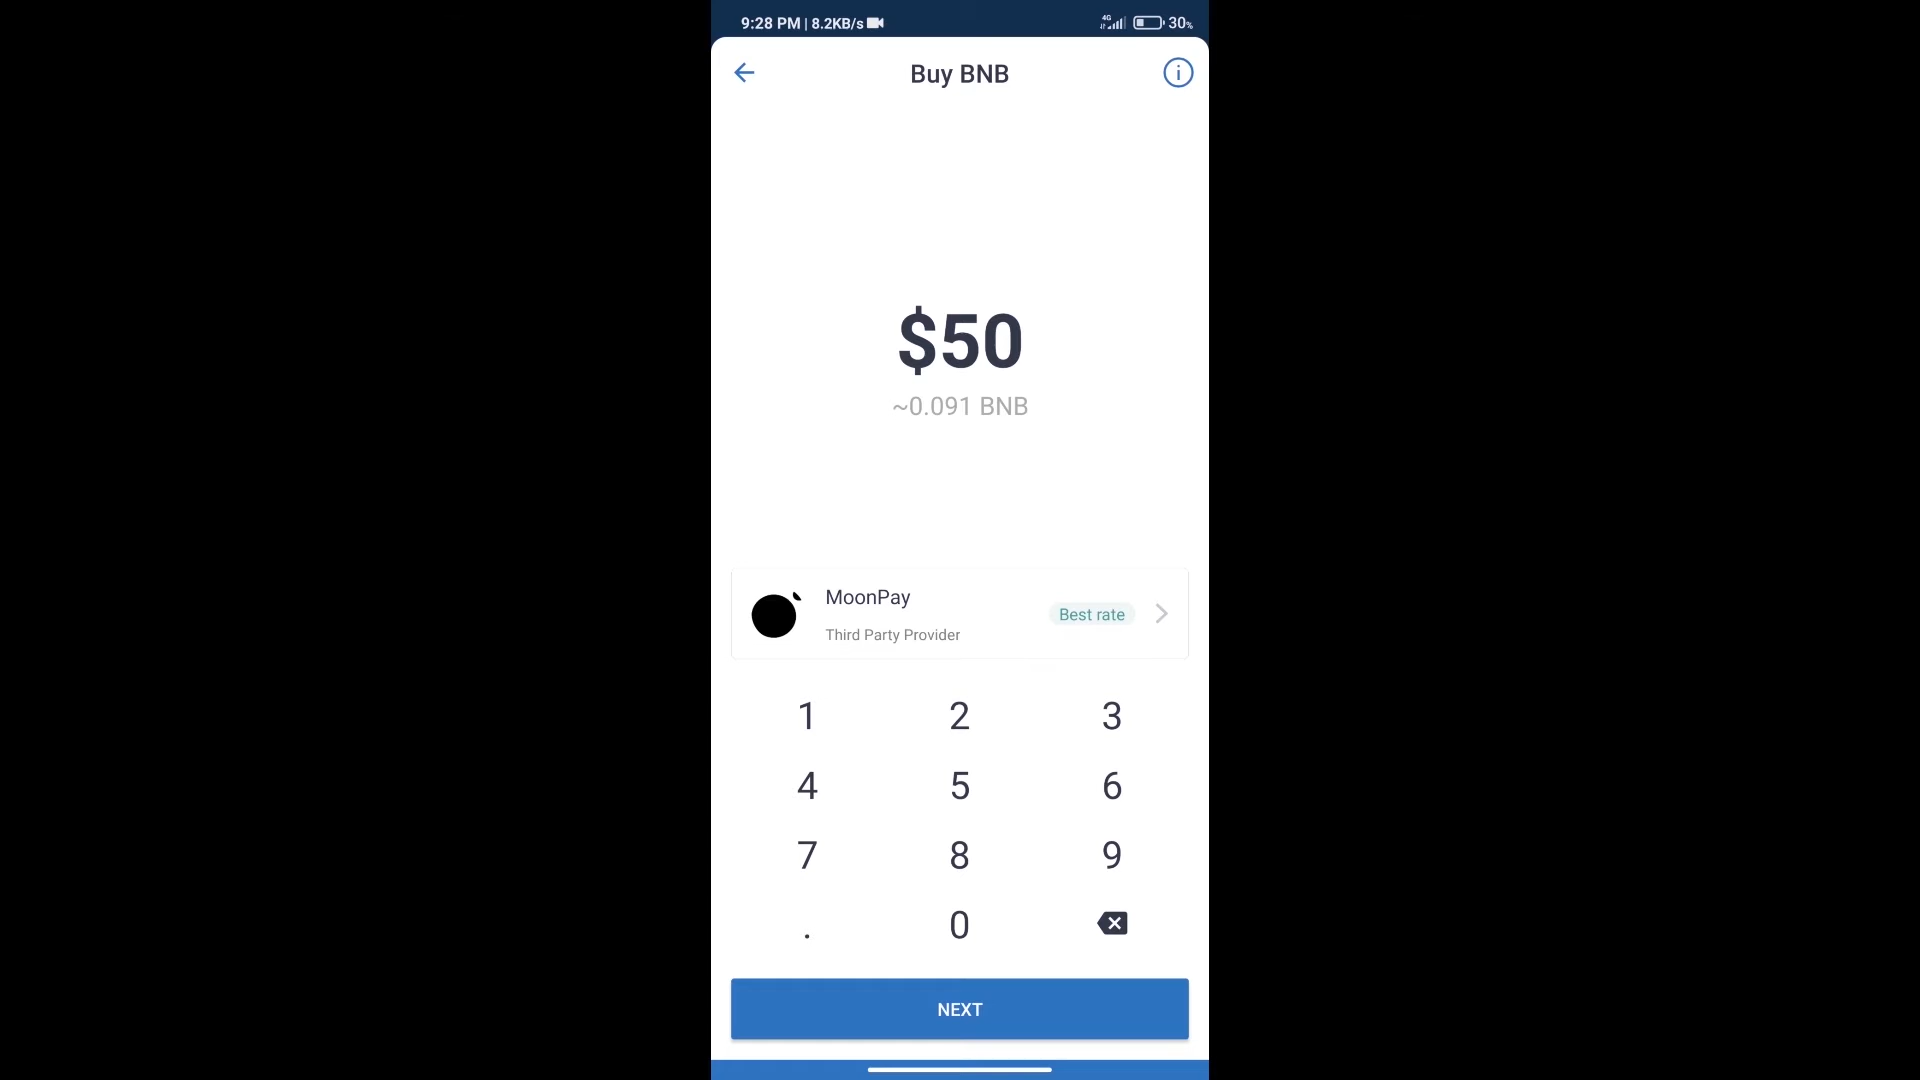 9:28 PM | 8.2KB/s 4G 30%
Buy BNB
$50
~0.091 BNB
MoonPay
Best rate
Third Party Provider
1 2 3
4 5 6
7 8 9
. 0
NEXT